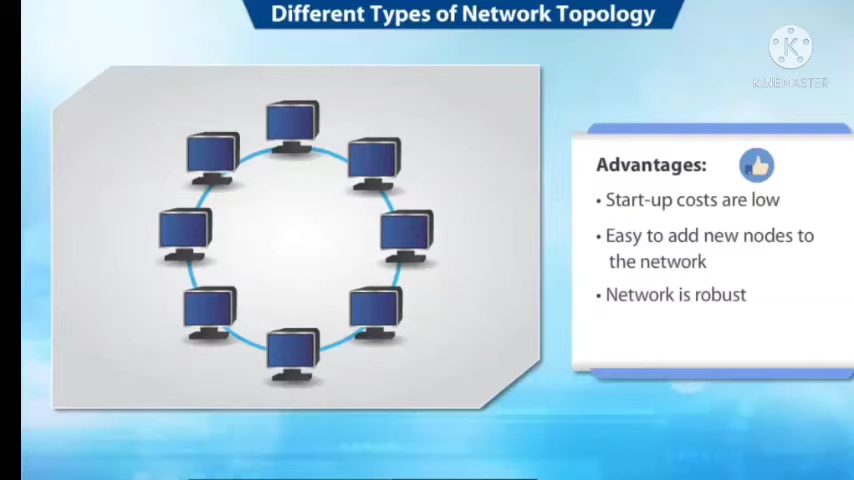 Different Types of Network Topology
K
KINEMASTER
Advantages:
• Start-up costs are low
• Easy to add new nodes to
the network
• Network is robust